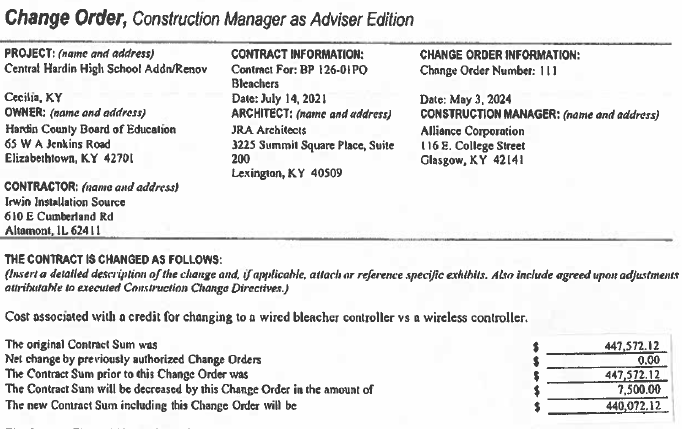 Change Order, Construction Manager as Adviser Edition
PROJECT: (name and address)
Central Hardin High School Addn/Renov
Cecilia, KY
OWNER: (name and address)
Hardin County Board of Education
65 W A Jenkins Road
Elizabethtown, KY 42701
CONTRACTOR: (name and address)
Irwin Installation Source
610 E Cumberland Rd
Altamont, IL 62411
CONTRACT INFORMATION:
Contract For: BP 126-01PO
Bleachers
Date: July 14, 2021
ARCHITECT: (name and address)
JRA Architects
3225 Summit Square Place, Suite
200
Lexington, KY 40509
CHANGE ORDER INFORMATION:
Change Order Number: 111
Date: May 3, 2024
CONSTRUCTION MANAGER: (name and address)
Alliance Corporation
116 E. College Street
Glasgow, KY 42141
THE CONTRACT IS CHANGED AS FOLLOWS:
(Insert a detailed description of the change and, if applicable, attach or reference specific exhibits. Also include agreed upon adjustments
attributable to executed Construction Change Directives.)
Cost associated with a credit for changing to a wired bleacher controller vs a wireless controller.
The original Contract Sum was $ 447,572.12
Net change by previously authorized Change Orders $ 0.00
The Contract Sum prior to this Change Order was $ 447,572.12
The Contract Sum will be decreased by this Change Order in the amount of $ 7,500.00
The new Contract Sum including this Change Order will be $ 440,072.12